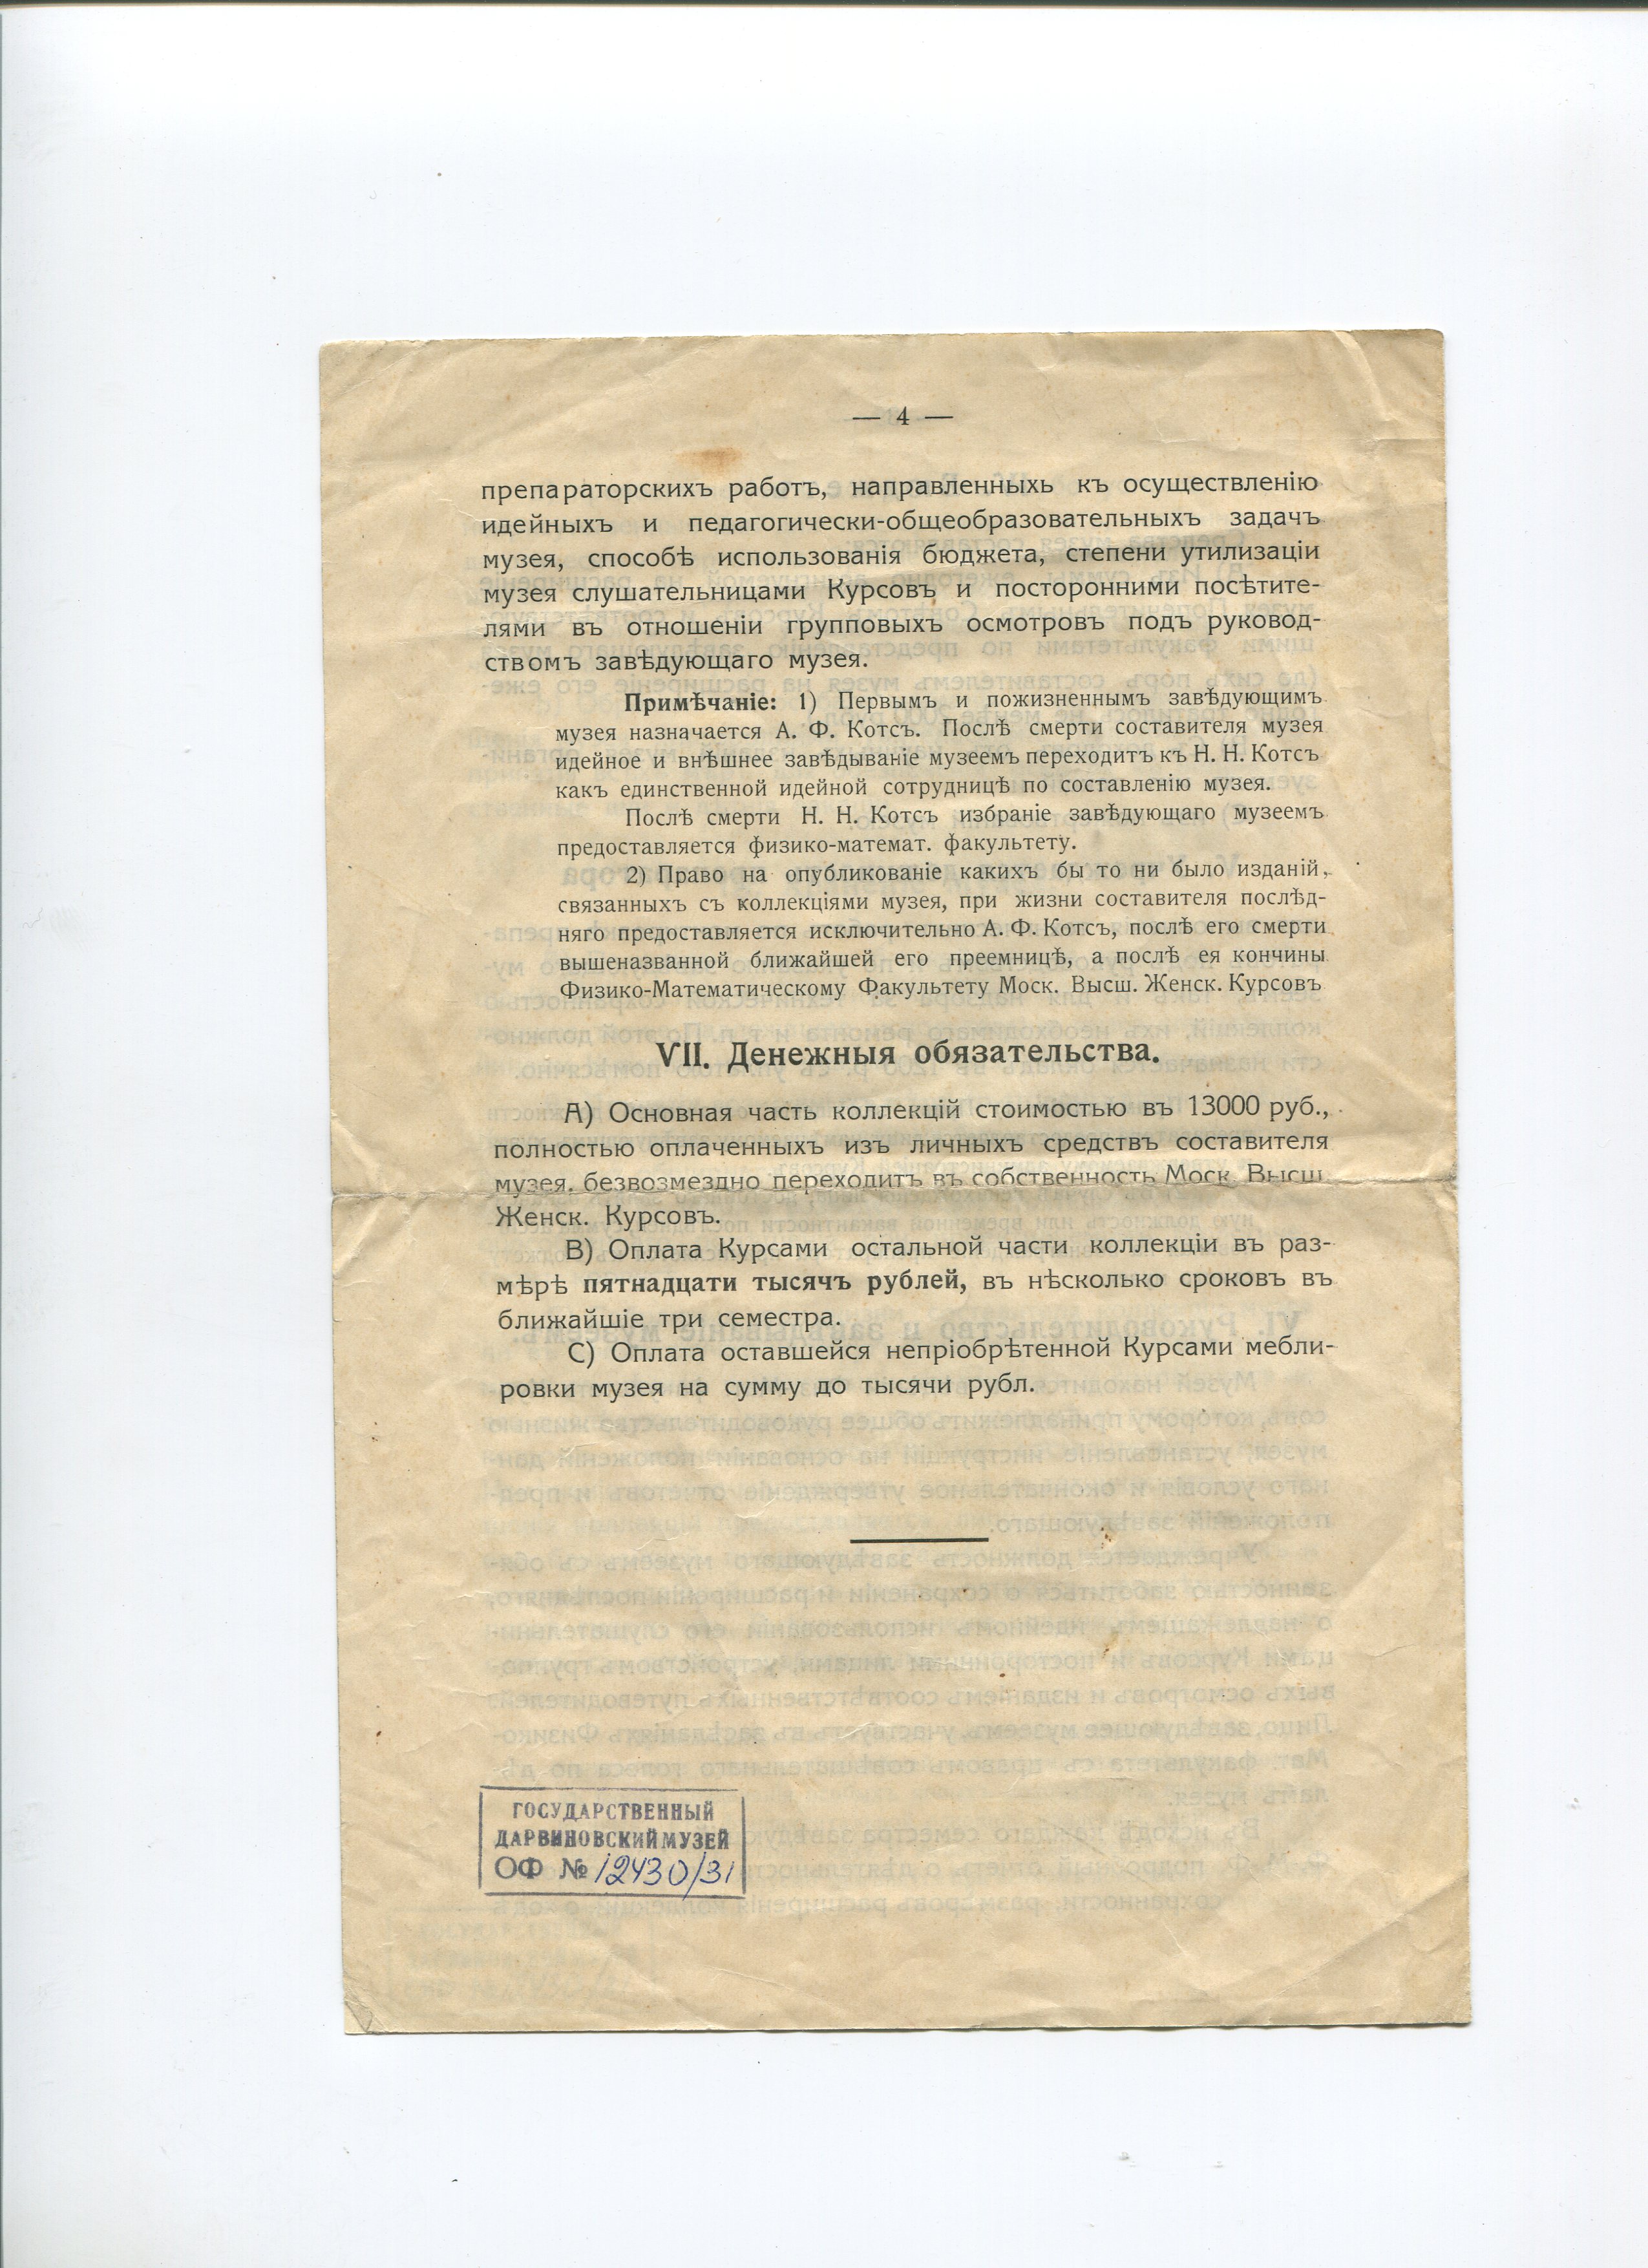 — 4 —
препараторскихъ работъ, направленныхь къ осуществленію
идейныхъ и педагогически-общеобразовательныхъ задачъ
музея, способѣ использованія бюджета, степени утилизаціи
музея слушательницами Курсовъ и посторонними посѣтите-
лями въ отношеніи групповыхъ осмотровъ подъ руковод-
ствомъ завѣдующаго музея.
Примѣчаніе: 1) Первымъ и пожизненнымъ завѣдующимъ
музея назначается А. Ф. Котсъ. Послѣ смерти составителя музея
идейное и внѣшнее завѣдываніе музеемъ переходитъ къ Н. Н. Котсъ
какъ единственной идейной сотрудницѣ по составленію музея.
Послѣ смерти Н. Н. Котсъ избраніе завѣдующаго музеемъ
предоставляется физико-математ. факультету.
2) Право на опубликованіе какихъ бы то ни было изданій,
связанныхъ съ коллекціями музея, при жизни составителя послѣд-
няго предоставляется исключительно А. Ф. Котсъ, послѣ его смерти
вышеназванной ближайшей его преемницѣ, а послѣ ея кончины
Физико-Математическому Факультету Моск. Высш. Женск. Курсовъ
VII. Денежныя обязательства.
А) Основная часть коллекцій стоимостью въ 13000 руб.,
полностью оплаченныхъ изъ личныхъ средствъ составителя
музея, безвозмездно переходитъ въ собственность Моск. Высш.
Женск. Курсовъ.
В) Оплата Курсами остальной части коллекціи въ раз-
мѣрѣ пятнадцати тысячъ рублей, въ нѣсколько сроковъ въ
ближайшіе три семестра.
С) Оплата оставшейся непріобрѣтенной Курсами мебли-
ровки музея на сумму до тысячи рубл.
ГОСУДАРСТВЕННЫЙ
ДАРВИНОВСКИЙ МУЗЕЙ
ОФ № 12430/31